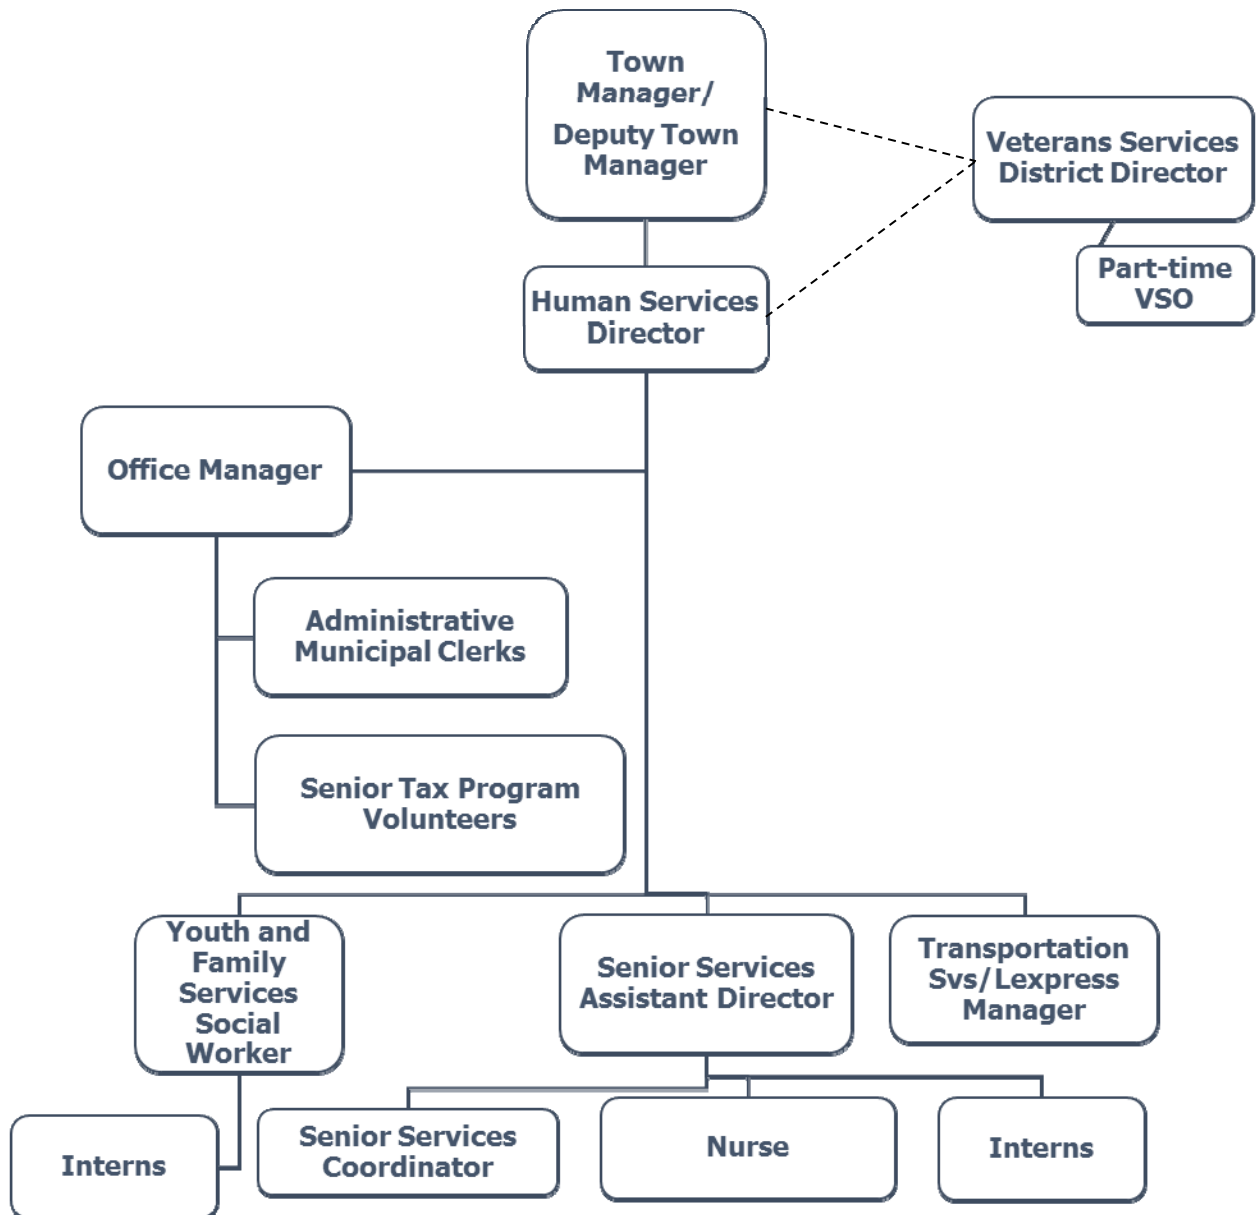 Town
Manager/
Deputy Town
Manager
Veterans Services
District Director
Part-time
VSO
Human Services
Director
Office Manager
Administrative
Municipal Clerks
Senior Tax Program
Volunteers
Youth and
Family
Services
Social
Worker
Senior Services
Assistant Director
Transportation
Svs/Lexpress
Manager
Interns
Senior Services
Coordinator
Nurse
Interns